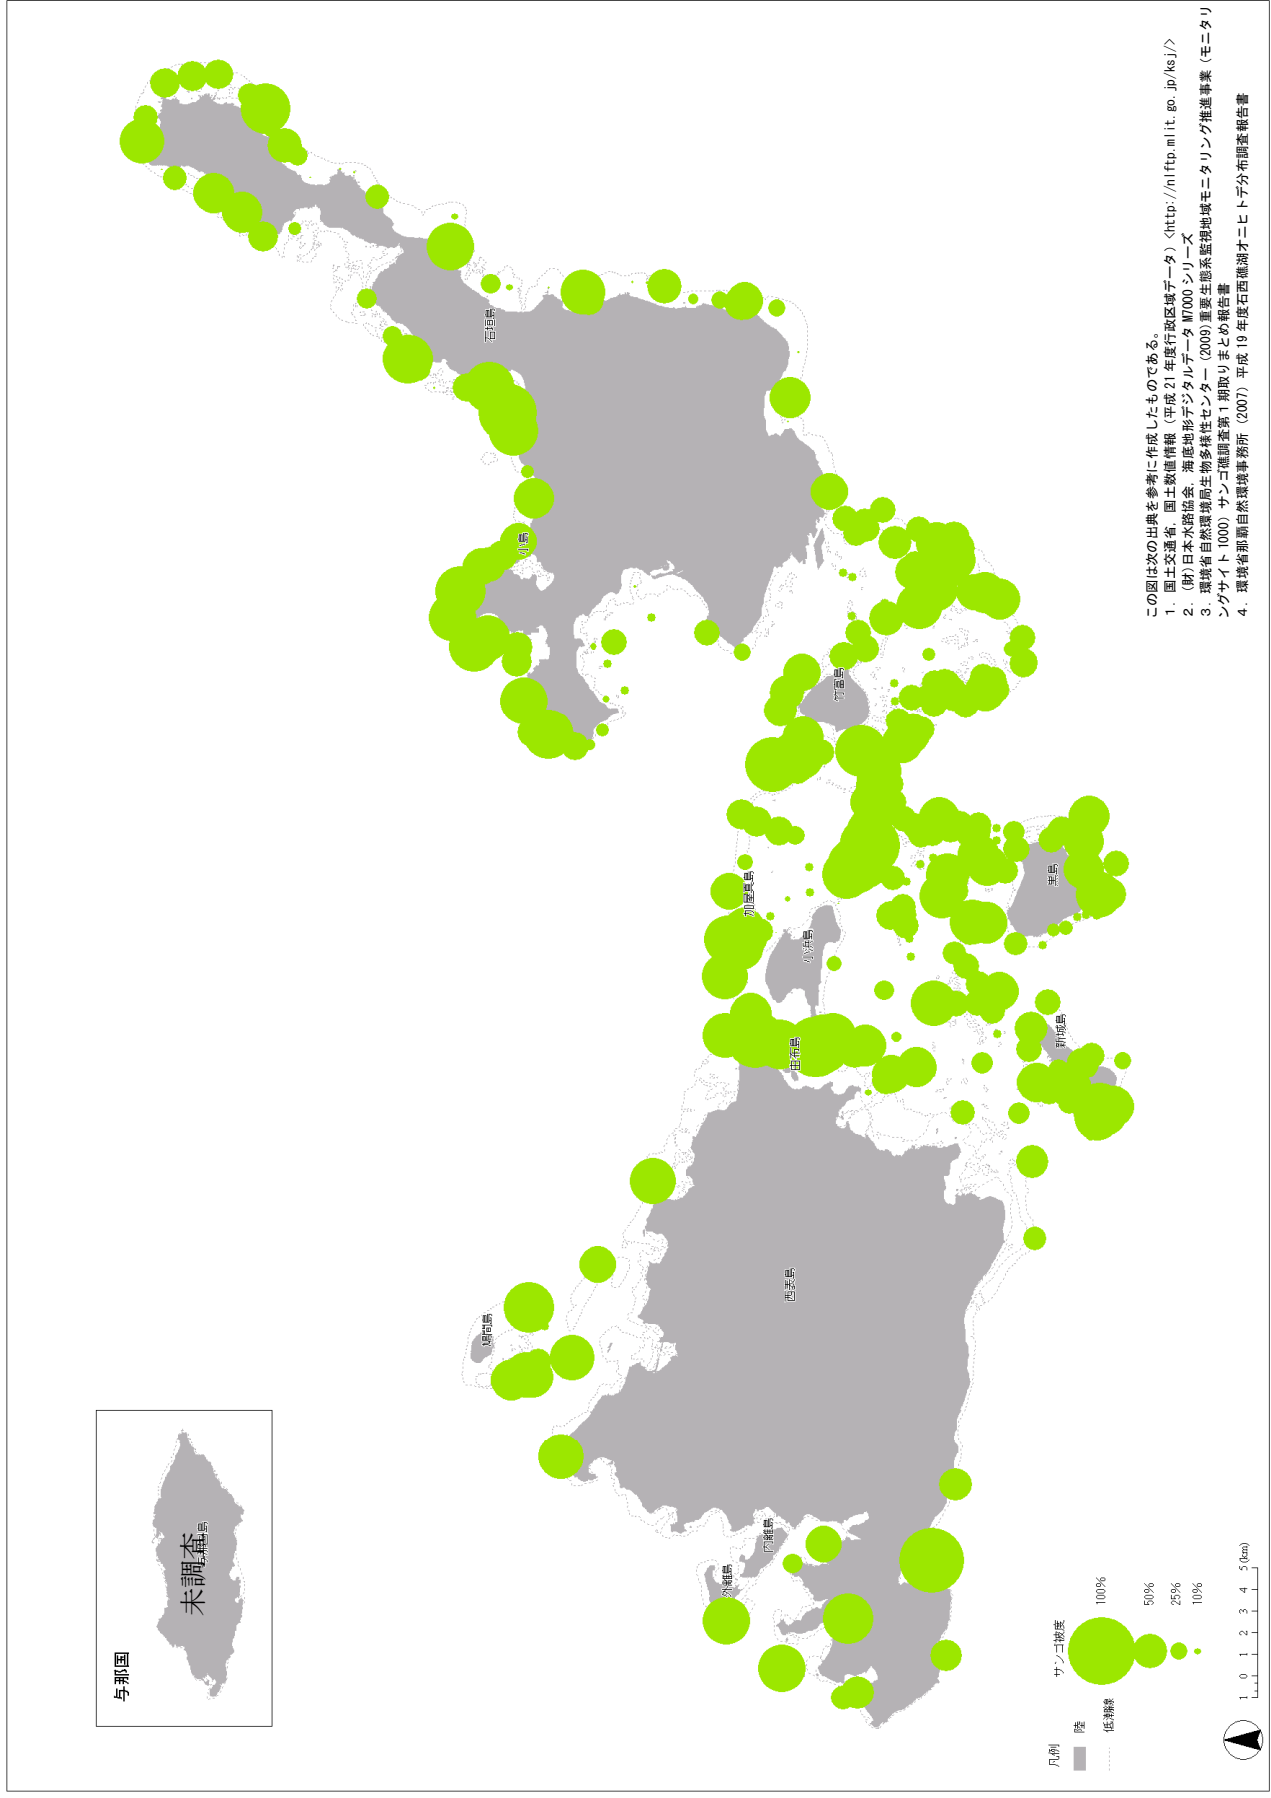 与那国
未調査
鳩間島
西表島
外離島
内離島
由布島
小浜島
加屋真島
新城島
黒島
竹富島
小島
石垣島
凡例
陸
低潮線
サンゴ被度
100%
50%
25%
10%
1 0 1 2 3 4 5(km)
この図は次の出典を参考に作成したものである。
1. 国土交通省. 国土数値情報（平成 21 年度行政区域データ）<http://nlftp.mlit.go.jp/ksj/>
2. (財)日本水路協会. 海底地形デジタルデータ M7000 シリーズ
3. 環境省自然環境局生物多様性センター (2009) 重要生態系監視地域モニタリング推進事業（モニタリ
ングサイト 1000）サンゴ礁調査第 1 期取りまとめ報告書
4. 環境省那覇自然環境事務所 (2007) 平成 19 年度石西礁湖オニヒトデ分布調査報告書